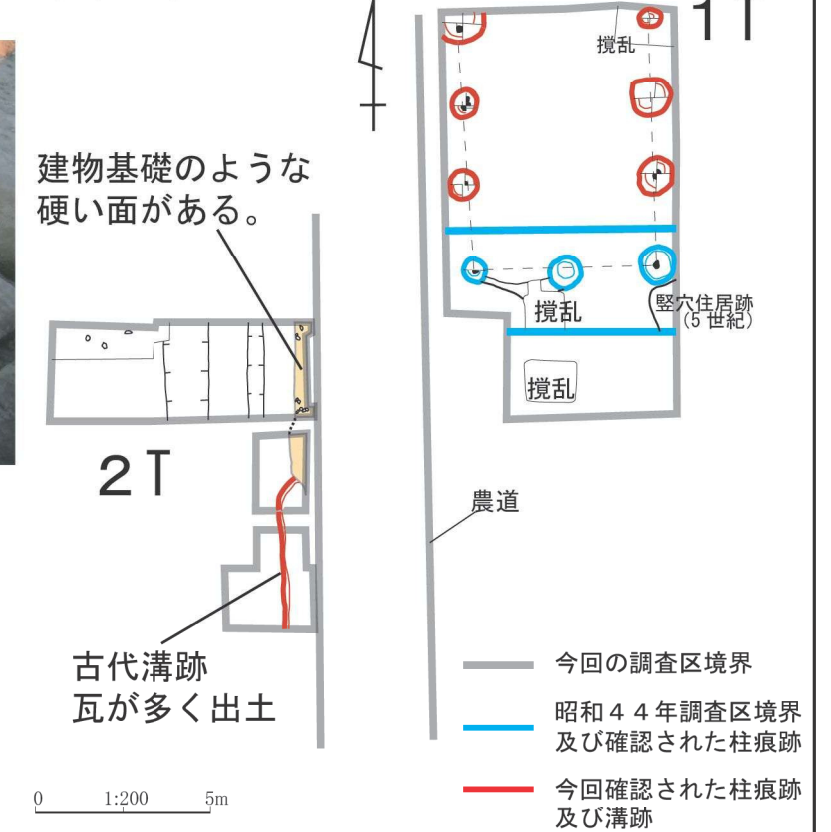 1T
撹乱
建物基礎のような
硬い面がある。
撹乱
竪穴住居跡
(5 世紀)
撹乱
2T
農道
古代溝跡
瓦が多く出土
今回の調査区境界
昭和44年調査区境界
及び確認された柱痕跡
今回確認された柱痕跡
及び溝跡
0 1:200 5m